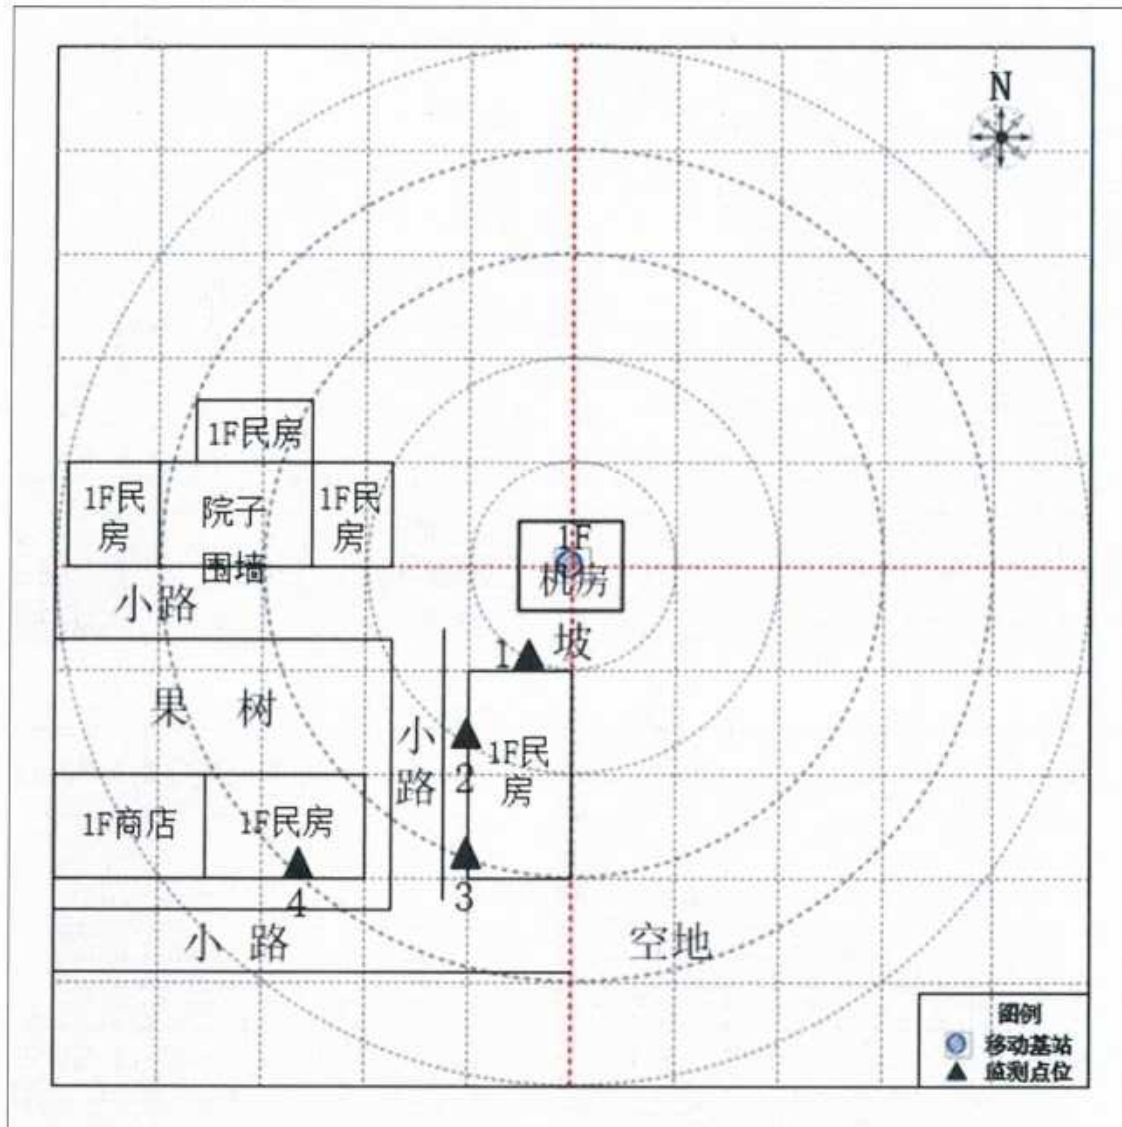 N
1F民房
1F民
房
院子
围墙
1F民
房
1F
机房
小路
坡
1
果 树
小
路
2
1F民
房
1F商店
1F民房
3
4
小 路
空地
图例
移动基站
监测点位